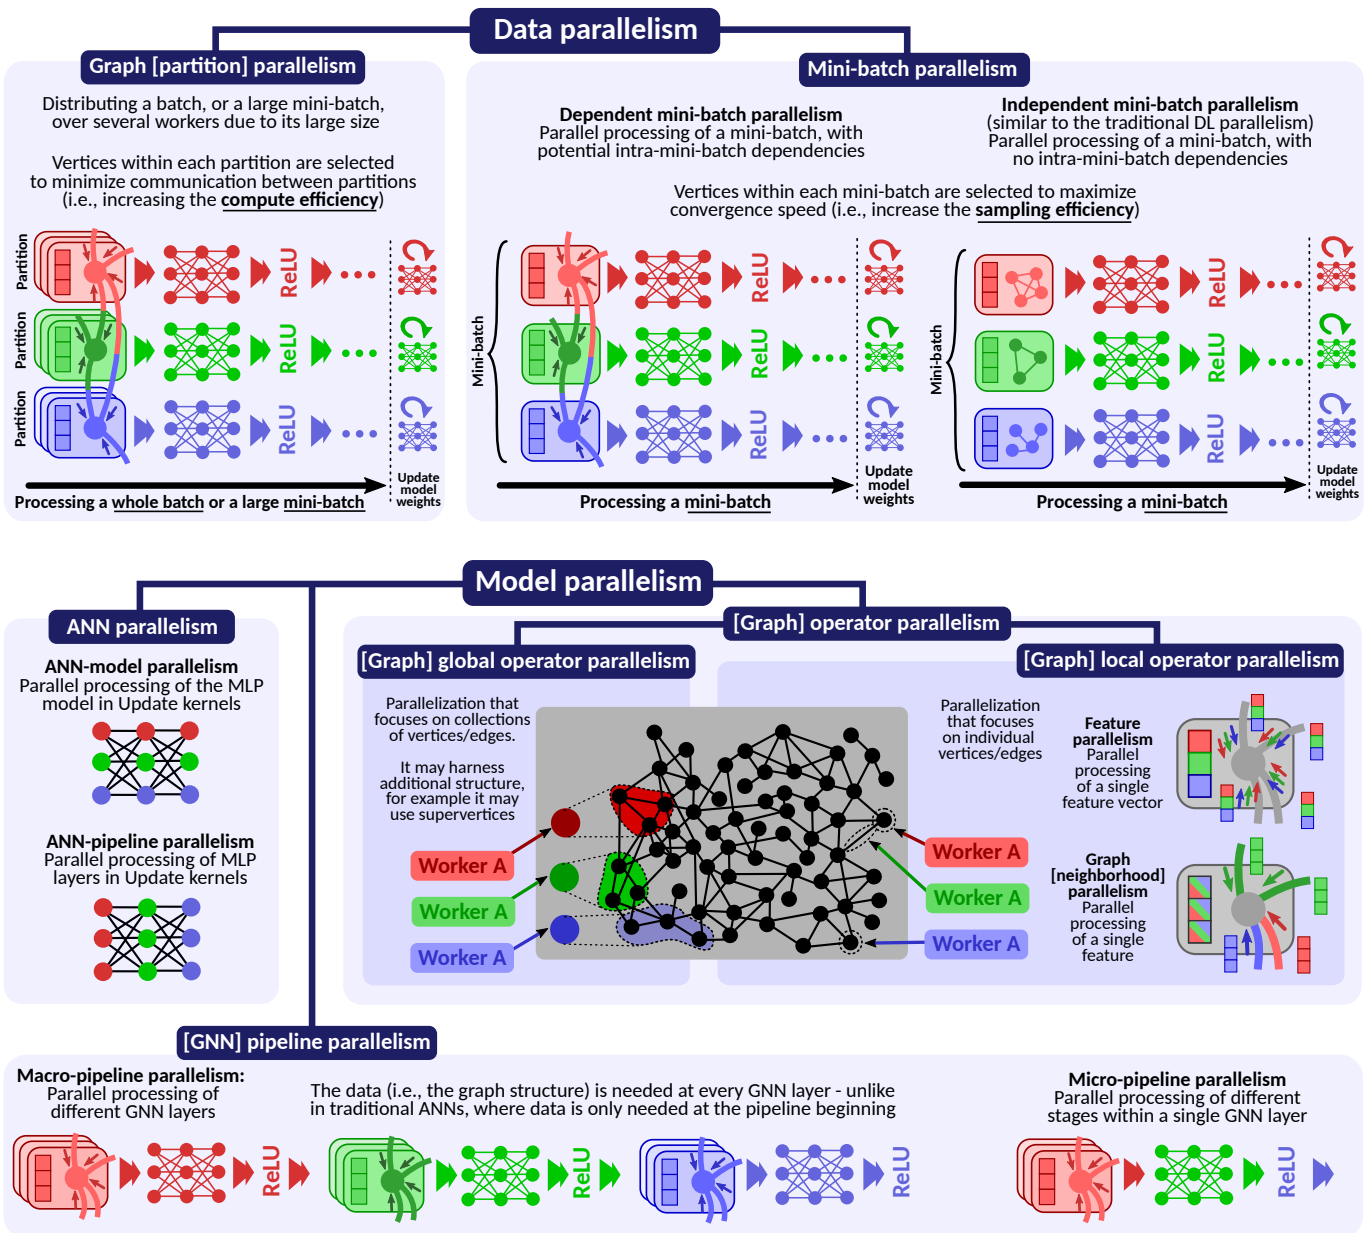 Data parallelism
Graph [partition] parallelism
Distributing a batch, or a large mini-batch,
over several workers due to its large size
Vertices within each partition are selected
to minimize communication between partitions
(i.e., increasing the compute efficiency)
Partition
Partition
Partition
ReLU
ReLU
ReLU
Update
model
weights
Processing a whole batch or a large mini-batch
Mini-batch parallelism
Dependent mini-batch parallelism
Parallel processing of a mini-batch, with
potential intra-mini-batch dependencies
Independent mini-batch parallelism
(similar to the traditional DL parallelism)
Parallel processing of a mini-batch, with
no intra-mini-batch dependencies
Vertices within each mini-batch are selected to maximize
convergence speed (i.e., increase the sampling efficiency)
Mini-batch
ReLU
ReLU
ReLU
Update
model
weights
Processing a mini-batch
Mini-batch
ReLU
ReLU
ReLU
Update
model
weights
Processing a mini-batch
Model parallelism
ANN parallelism
ANN-model parallelism
Parallel processing of the MLP
model in Update kernels
ANN-pipeline parallelism
Parallel processing of MLP
layers in Update kernels
[Graph] operator parallelism
[Graph] global operator parallelism
Parallelization that
focuses on collections
of vertices/edges.
It may harness
additional structure,
for example it may
use supervertices
Worker A
Worker A
Worker A
[Graph] local operator parallelism
Parallelization
that focuses
on individual
vertices/edges
Worker A
Worker A
Worker A
Feature
parallelism
Parallel
processing
of a single
feature vector
Graph
[neighborhood]
parallelism
Parallel
processing
of a single
feature
[GNN] pipeline parallelism
Macro-pipeline parallelism:
Parallel processing of
different GNN layers
The data (i.e., the graph structure) is needed at every GNN layer - unlike
in traditional ANNs, where data is only needed at the pipeline beginning
Micro-pipeline parallelism
Parallel processing of different
stages within a single GNN layer
ReLU
ReLU
ReLU
ReLU